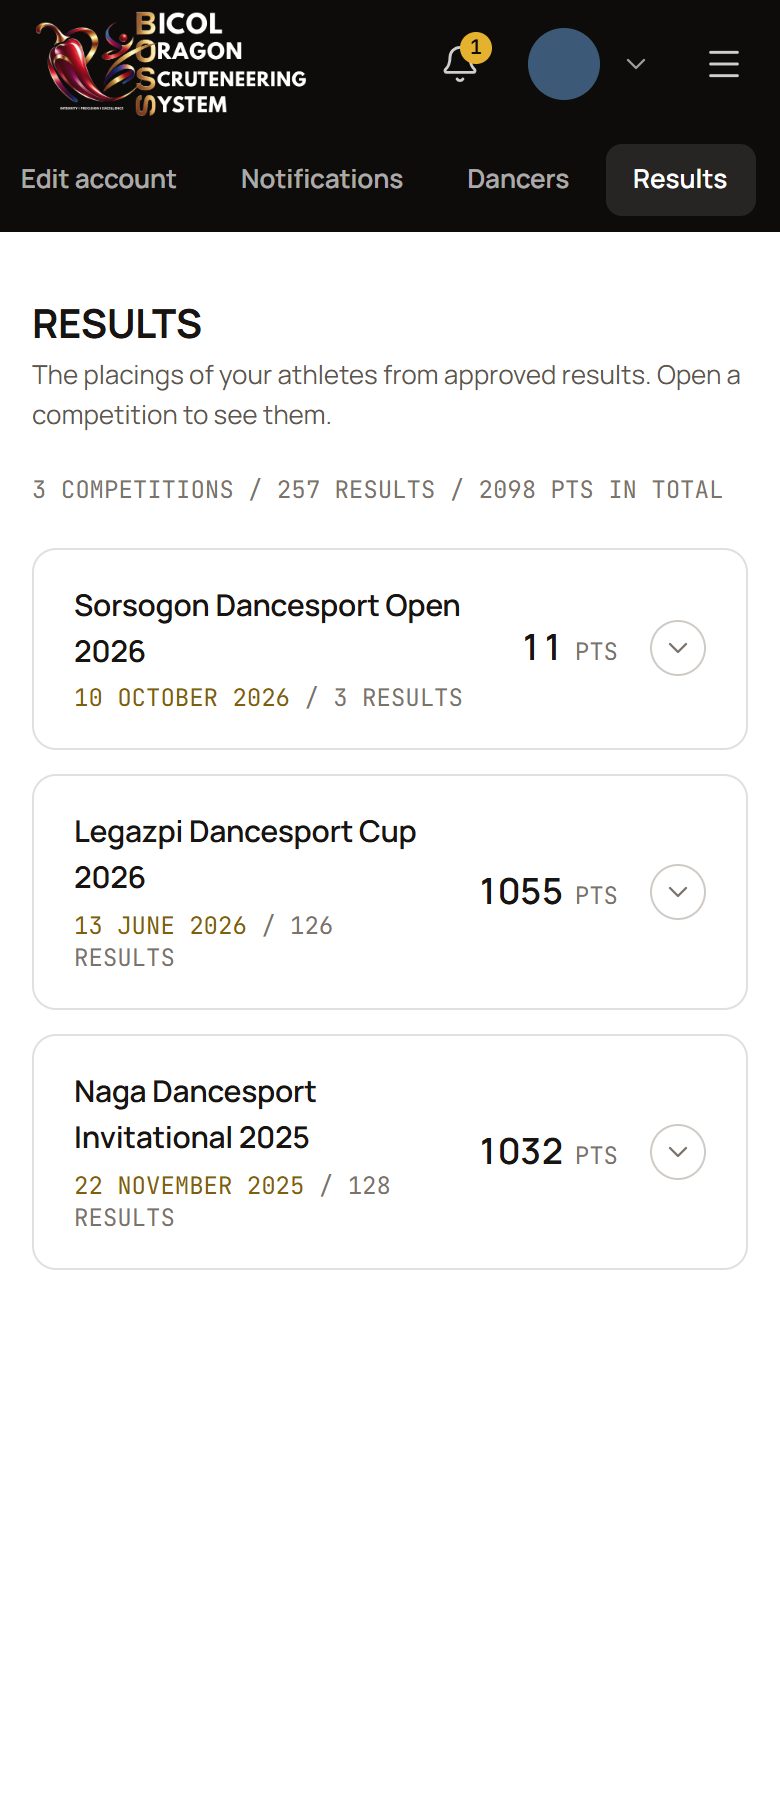 BICOL
DRAGON
SCRUTENEERING
SYSTEM
INTEGRITY • PRECISION • EXCELLENCE
1
Edit account
Notifications
Dancers
Results
RESULTS
The placings of your athletes from approved results. Open a
competition to see them.
3 COMPETITIONS / 257 RESULTS / 2098 PTS IN TOTAL
Sorsogon Dancesport Open
2026
10 OCTOBER 2026 / 3 RESULTS
11 PTS
Legazpi Dancesport Cup
2026
13 JUNE 2026 / 126
RESULTS
1055 PTS
Naga Dancesport
Invitational 2025
22 NOVEMBER 2025 / 128
RESULTS
1032 PTS